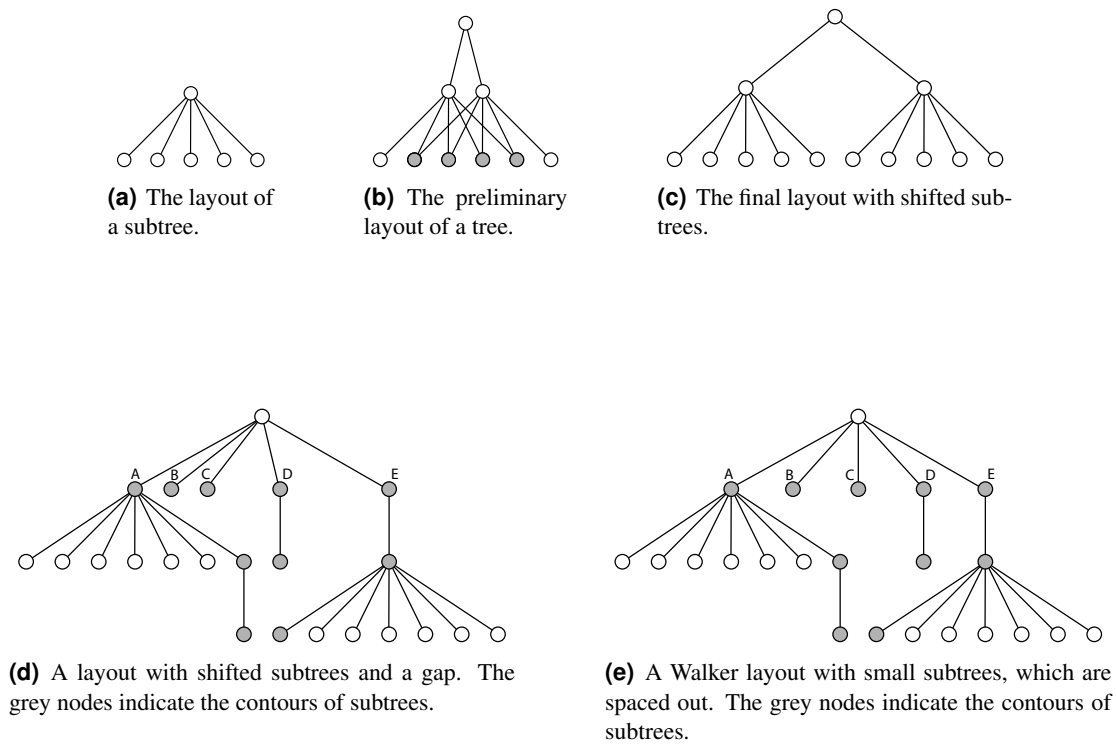 (a) The layout of
a subtree.
(b) The preliminary
layout of a tree.
(c) The final layout with shifted sub-
trees.
A B C D E
A B C D E
(d) A layout with shifted subtrees and a gap. The
grey nodes indicate the contours of subtrees.
(e) A Walker layout with small subtrees, which are
spaced out. The grey nodes indicate the contours of
subtrees.